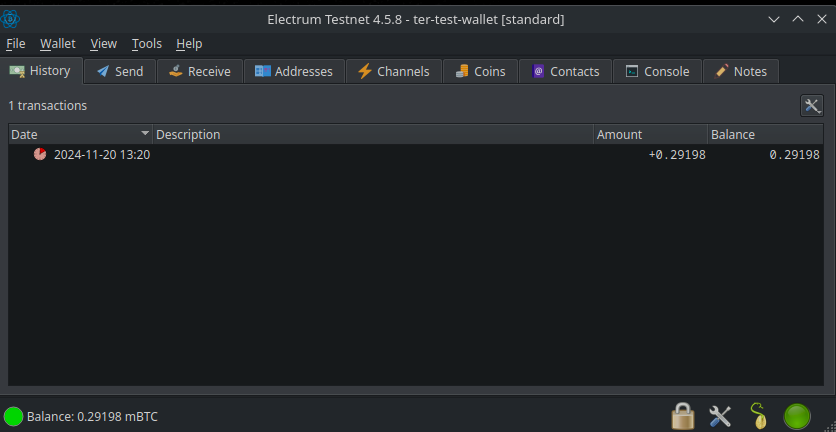 Electrum Testnet 4.5.8 - ter-test-wallet [standard]
File Wallet View Tools Help
History Send Receive Addresses Channels Coins Contacts Console Notes
1 transactions
Date Description Amount Balance
2024-11-20 13:20 +0.29198 0.29198
Balance: 0.29198 mBTC